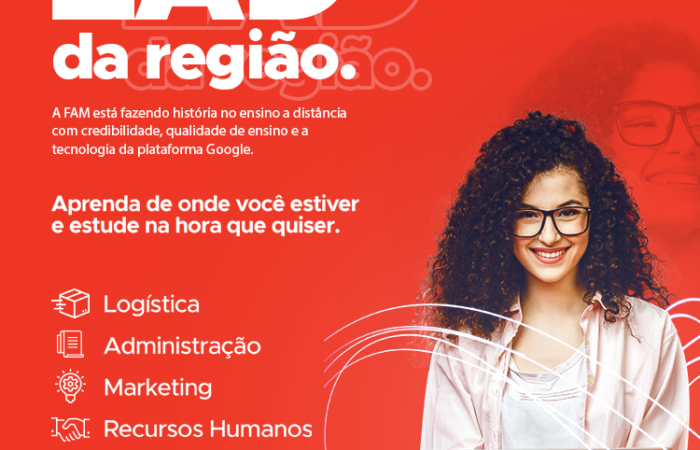 EAD
da região.
A FAM está fazendo história no ensino a distância
com credibilidade, qualidade de ensino e a
tecnologia da plataforma Google.
Aprenda de onde você estiver
e estude na hora que quiser.
Logística
Administração
Marketing
Recursos Humanos